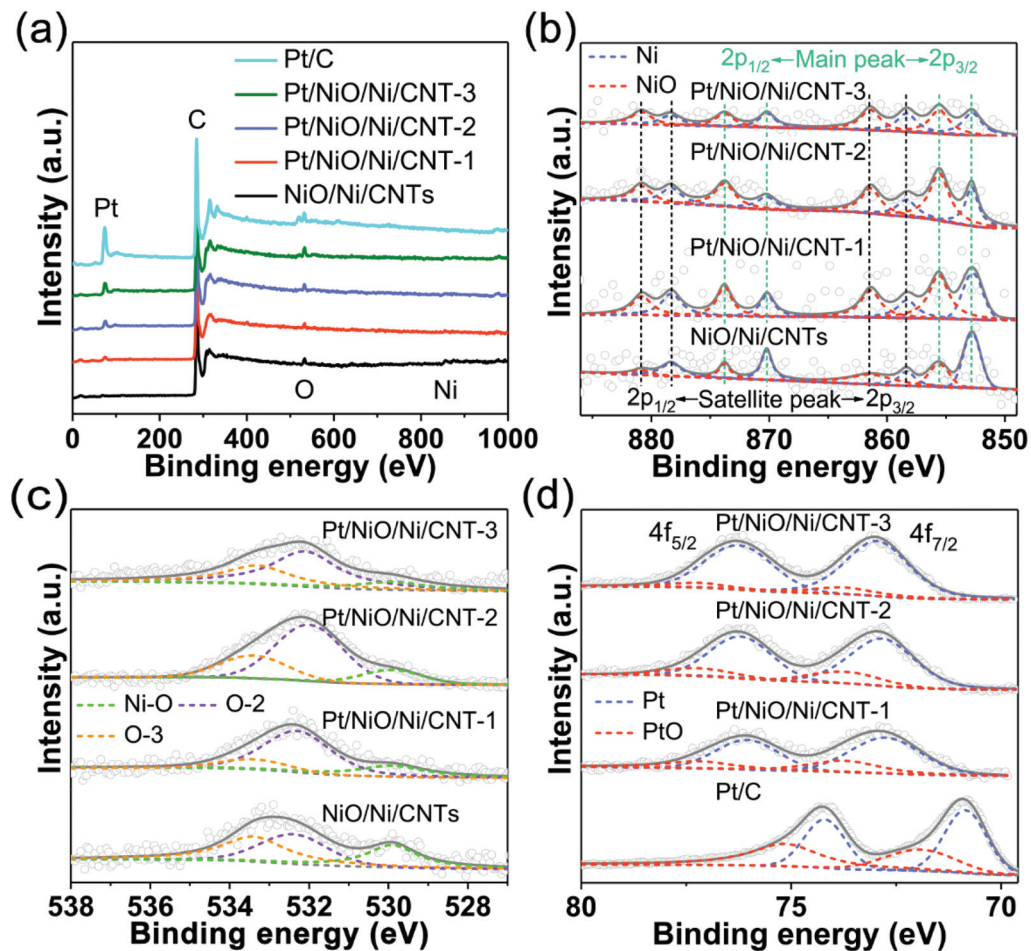 (a)
Pt/C
Pt/NiO/Ni/CNT-3
Pt/NiO/Ni/CNT-2
Pt/NiO/Ni/CNT-1
NiO/Ni/CNTs
C
Pt
O
Ni
Intensity (a.u.)
0 200 400 600 800 1000
Binding energy (eV)
(b)
Ni
NiO
2p1/2 ←Main peak→ 2p3/2
Pt/NiO/Ni/CNT-3
Pt/NiO/Ni/CNT-2
Pt/NiO/Ni/CNT-1
NiO/Ni/CNTs
2p1/2 ←Satellite peak→ 2p3/2
Intensity (a.u.)
880 870 860 850
Binding energy (eV)
(c)
Pt/NiO/Ni/CNT-3
Pt/NiO/Ni/CNT-2
Ni-O O-2
O-3
Pt/NiO/Ni/CNT-1
NiO/Ni/CNTs
Intensity (a.u.)
538 536 534 532 530 528
Binding energy (eV)
(d)
4f5/2 Pt/NiO/Ni/CNT-3 4f7/2
Pt/NiO/Ni/CNT-2
Pt
PtO
Pt/NiO/Ni/CNT-1
Pt/C
Intensity (a.u.)
80 75 70
Binding energy (eV)